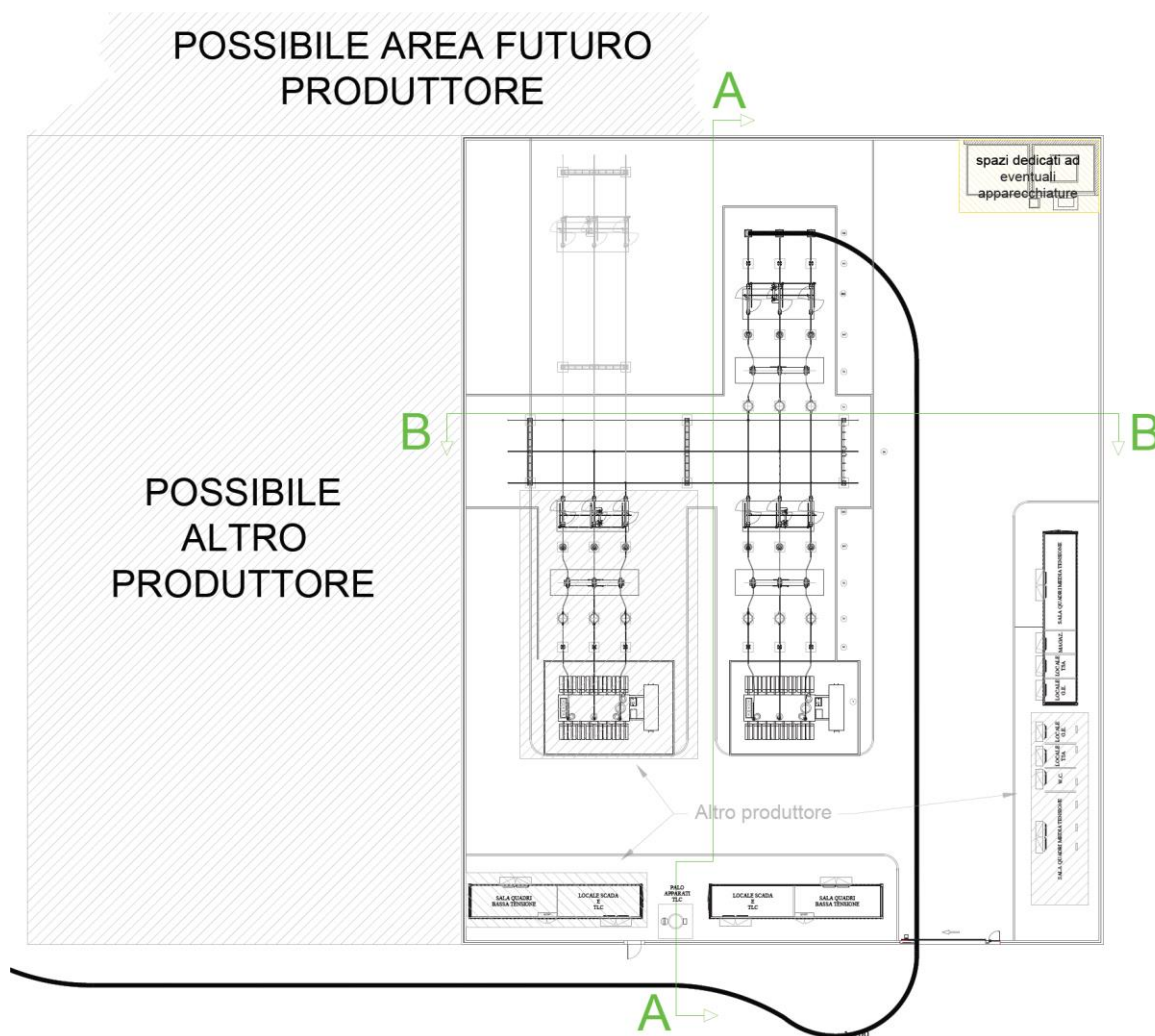 POSSIBILE AREA FUTURO
PRODUTTORE
A
spazi dedicati ad
eventuali
apparecchiature
B
B
POSSIBILE
ALTRO
PRODUTTORE
SALA QUADRI MEDIA TENSIONE
MAGAZ.
LOCALE
TSA
LOCALE
G.E.
LOCALE
G.E.
LOCALE
TSA
W.C.
SALA QUADRI MEDIA TENSIONE
Altro produttore
SALA QUADRI
BASSA TENSIONE
LOCALE SCADA
E
TLC
PALO
APPARATI
TLC
LOCALE SCADA
E
TLC
SALA QUADRI
BASSA TENSIONE
A